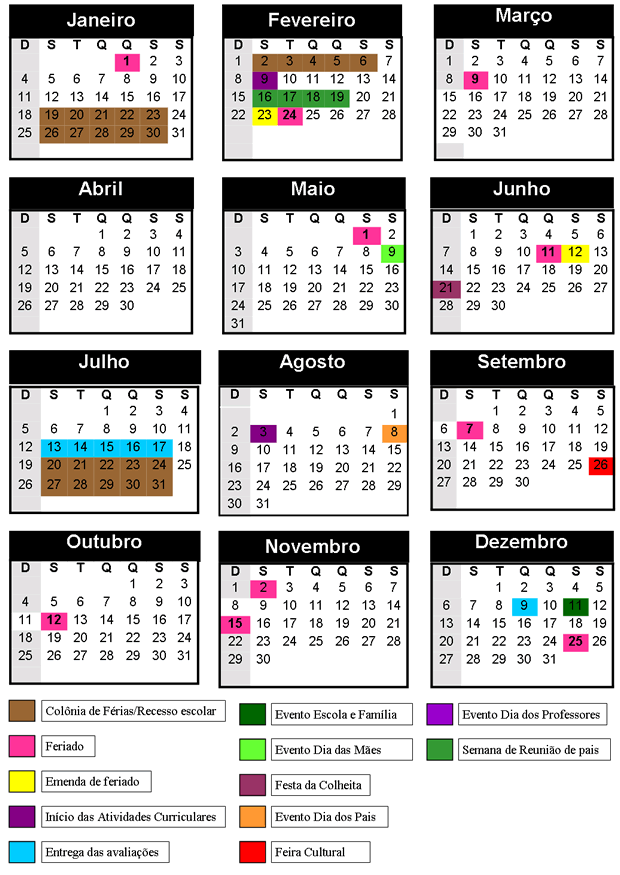 Janeiro
D S T Q Q S S
1 2 3
4 5 6 7 8 9 10
11 12 13 14 15 16 17
18 19 20 21 22 23 24
25 26 27 28 29 30 31
Fevereiro
D S T Q Q S S
1 2 3 4 5 6 7
8 9 10 11 12 13 14
15 16 17 18 19 20 21
22 23 24 25 26 27 28
Março
D S T Q Q S S
1 2 3 4 5 6 7
8 9 10 11 12 13 14
15 16 17 18 19 20 21
22 23 24 25 26 27 28
29 30 31
Abril
D S T Q Q S S
1 2 3 4
5 6 7 8 9 10 11
12 13 14 15 16 17 18
19 20 21 22 23 24 25
26 27 28 29 30
Maio
D S T Q Q S S
1 2
3 4 5 6 7 8 9
10 11 12 13 14 15 16
17 18 19 20 21 22 23
24 25 26 27 28 29 30
31
Junho
D S T Q Q S S
1 2 3 4 5 6
7 8 9 10 11 12 13
14 15 16 17 18 19 20
21 22 23 24 25 26 27
28 29 30
Julho
D S T Q Q S S
1 2 3 4
5 6 7 8 9 10 11
12 13 14 15 16 17 18
19 20 21 22 23 24 25
26 27 28 29 30 31
Agosto
D S T Q Q S S
1
2 3 4 5 6 7 8
9 10 11 12 13 14 15
16 17 18 19 20 21 22
23 24 25 26 27 28 29
30 31
Setembro
D S T Q Q S S
1 2 3 4 5
6 7 8 9 10 11 12
13 14 15 16 17 18 19
20 21 22 23 24 25 26
27 28 29 30
Outubro
D S T Q Q S S
1 2 3
4 5 6 7 8 9 10
11 12 13 14 15 16 17
18 19 20 21 22 23 24
25 26 27 28 29 30 31
Novembro
D S T Q Q S S
1 2 3 4 5 6 7
8 9 10 11 12 13 14
15 16 17 18 19 20 21
22 23 24 25 26 27 28
29 30
Dezembro
D S T Q Q S S
1 2 3 4 5
6 7 8 9 10 11 12
13 14 15 16 17 18 19
20 21 22 23 24 25 26
27 28 29 30 31
Colônia de Férias/Recesso escolar
Feriado
Emenda de feriado
Início das Atividades Curriculares
Entrega das avaliações
Evento Escola e Família
Evento Dia das Mães
Festa da Colheita
Evento Dia dos Pais
Feira Cultural
Evento Dia dos Professores
Semana de Reunião de pais